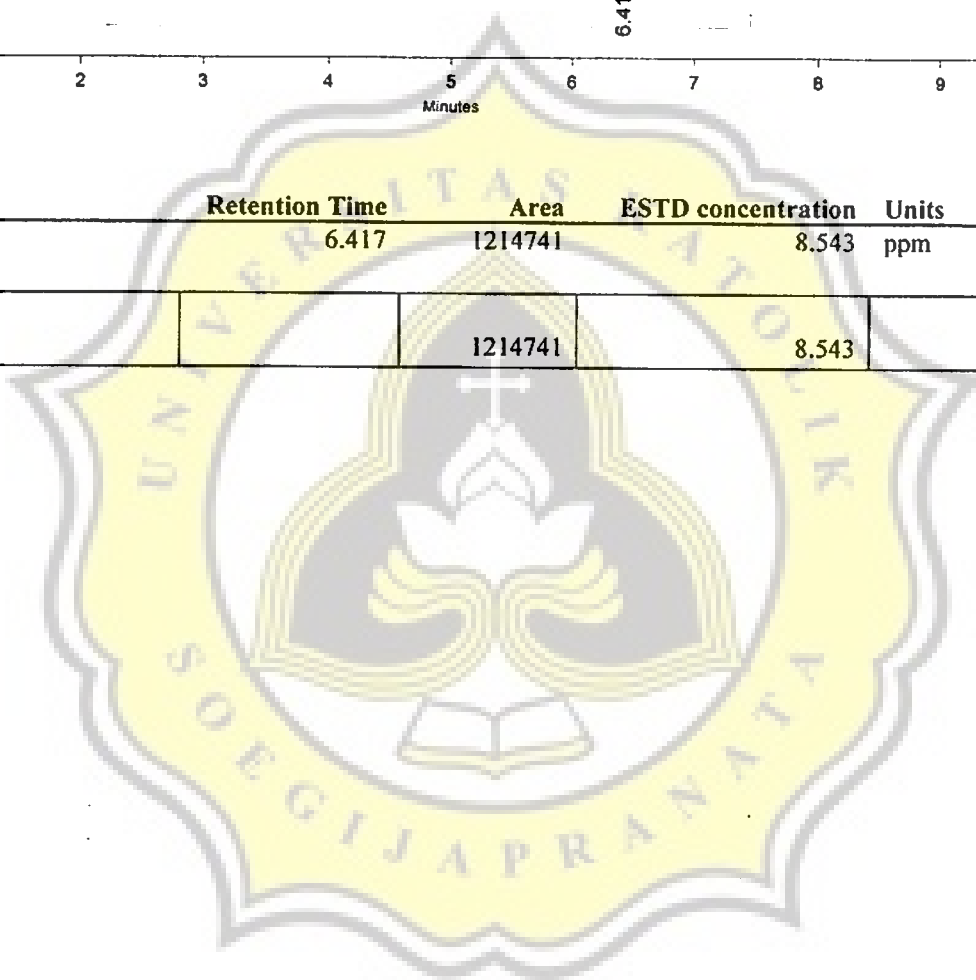 6.41
2 3 4 5 6 7 8 9
Minutes
Retention Time Area ESTD concentration Units
6.417 1214741 8.543 ppm
1214741 8.543
UNIVERSITAS KATOLIK
SOEGIJAPRANATA